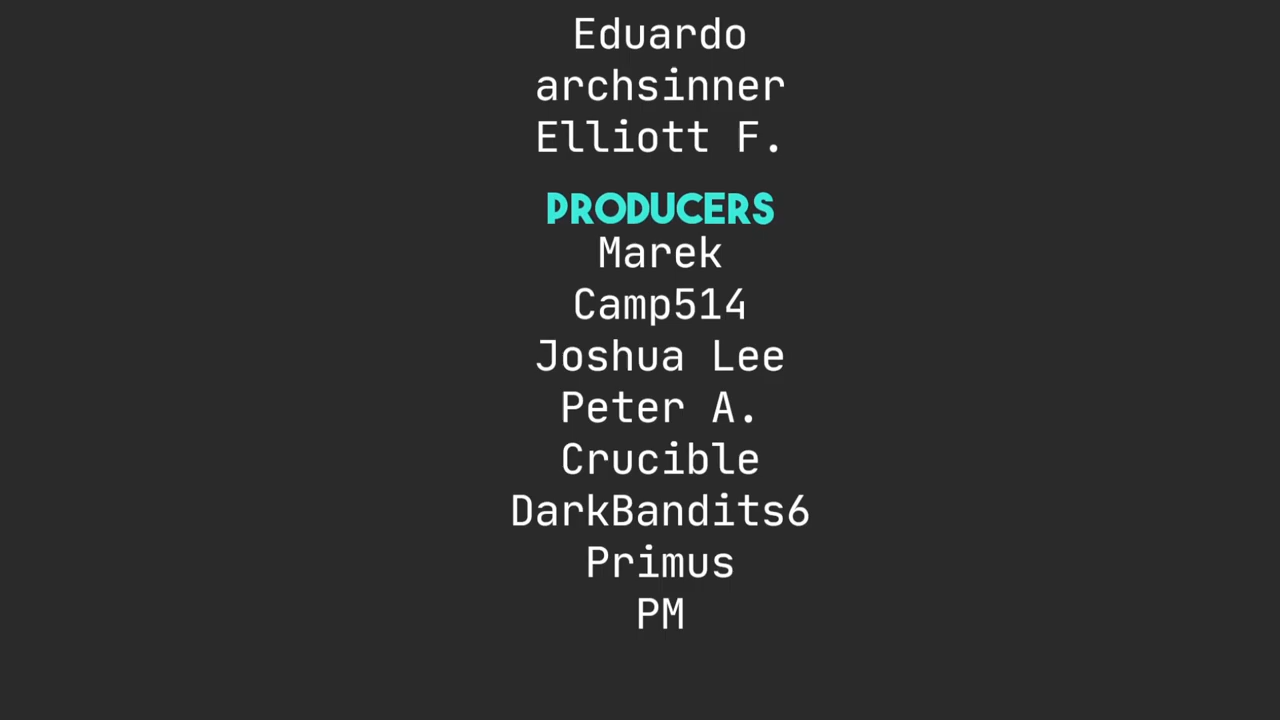 Eduardo
archsinner
Elliott F.
PRODUCERS
Marek
Camp514
Joshua Lee
Peter A.
Crucible
DarkBandits6
Primus
PM